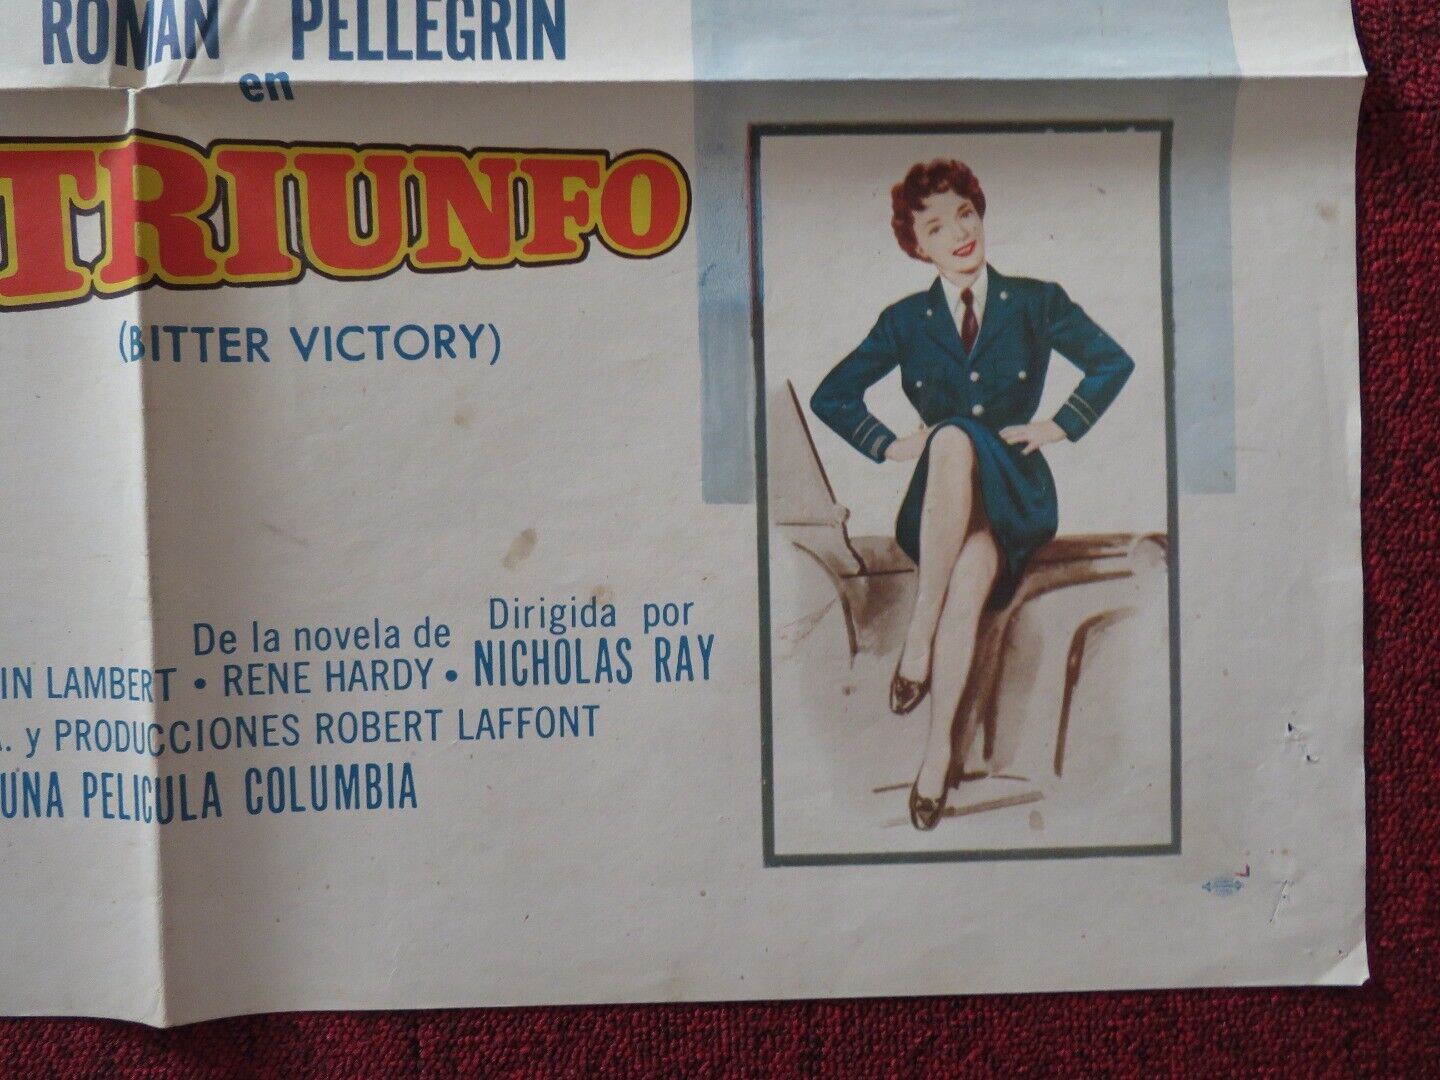 ROMAN PELLEGRIN
en
TRIUNFO
(BITTER VICTORY)
De la novela de Dirigida por
IN LAMBERT • RENE HARDY • NICHOLAS RAY
. y PRODUCCIONES ROBERT LAFFONT
UNA PELICULA COLUMBIA